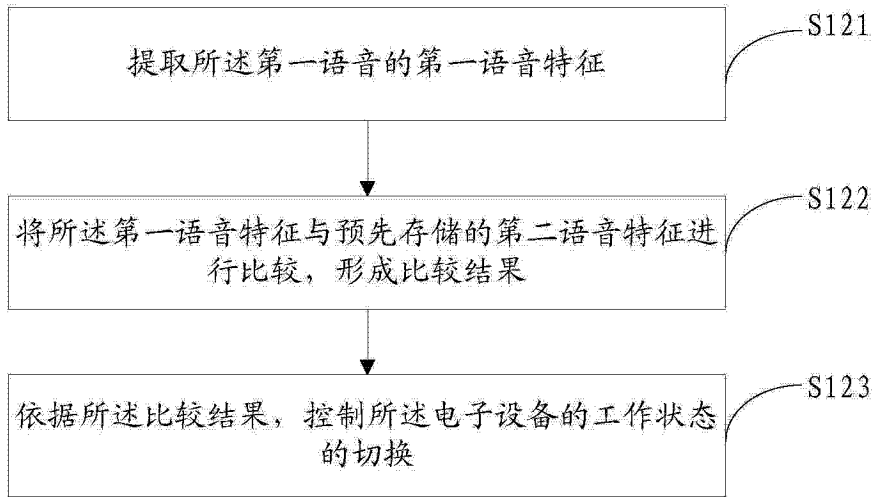 提取所述第一语音的第一语音特征
S121
将所述第一语音特征与预先存储的第二语音特征进
行比较，形成比较结果
S122
依据所述比较结果，控制所述电子设备的工作状态
的切换
S123